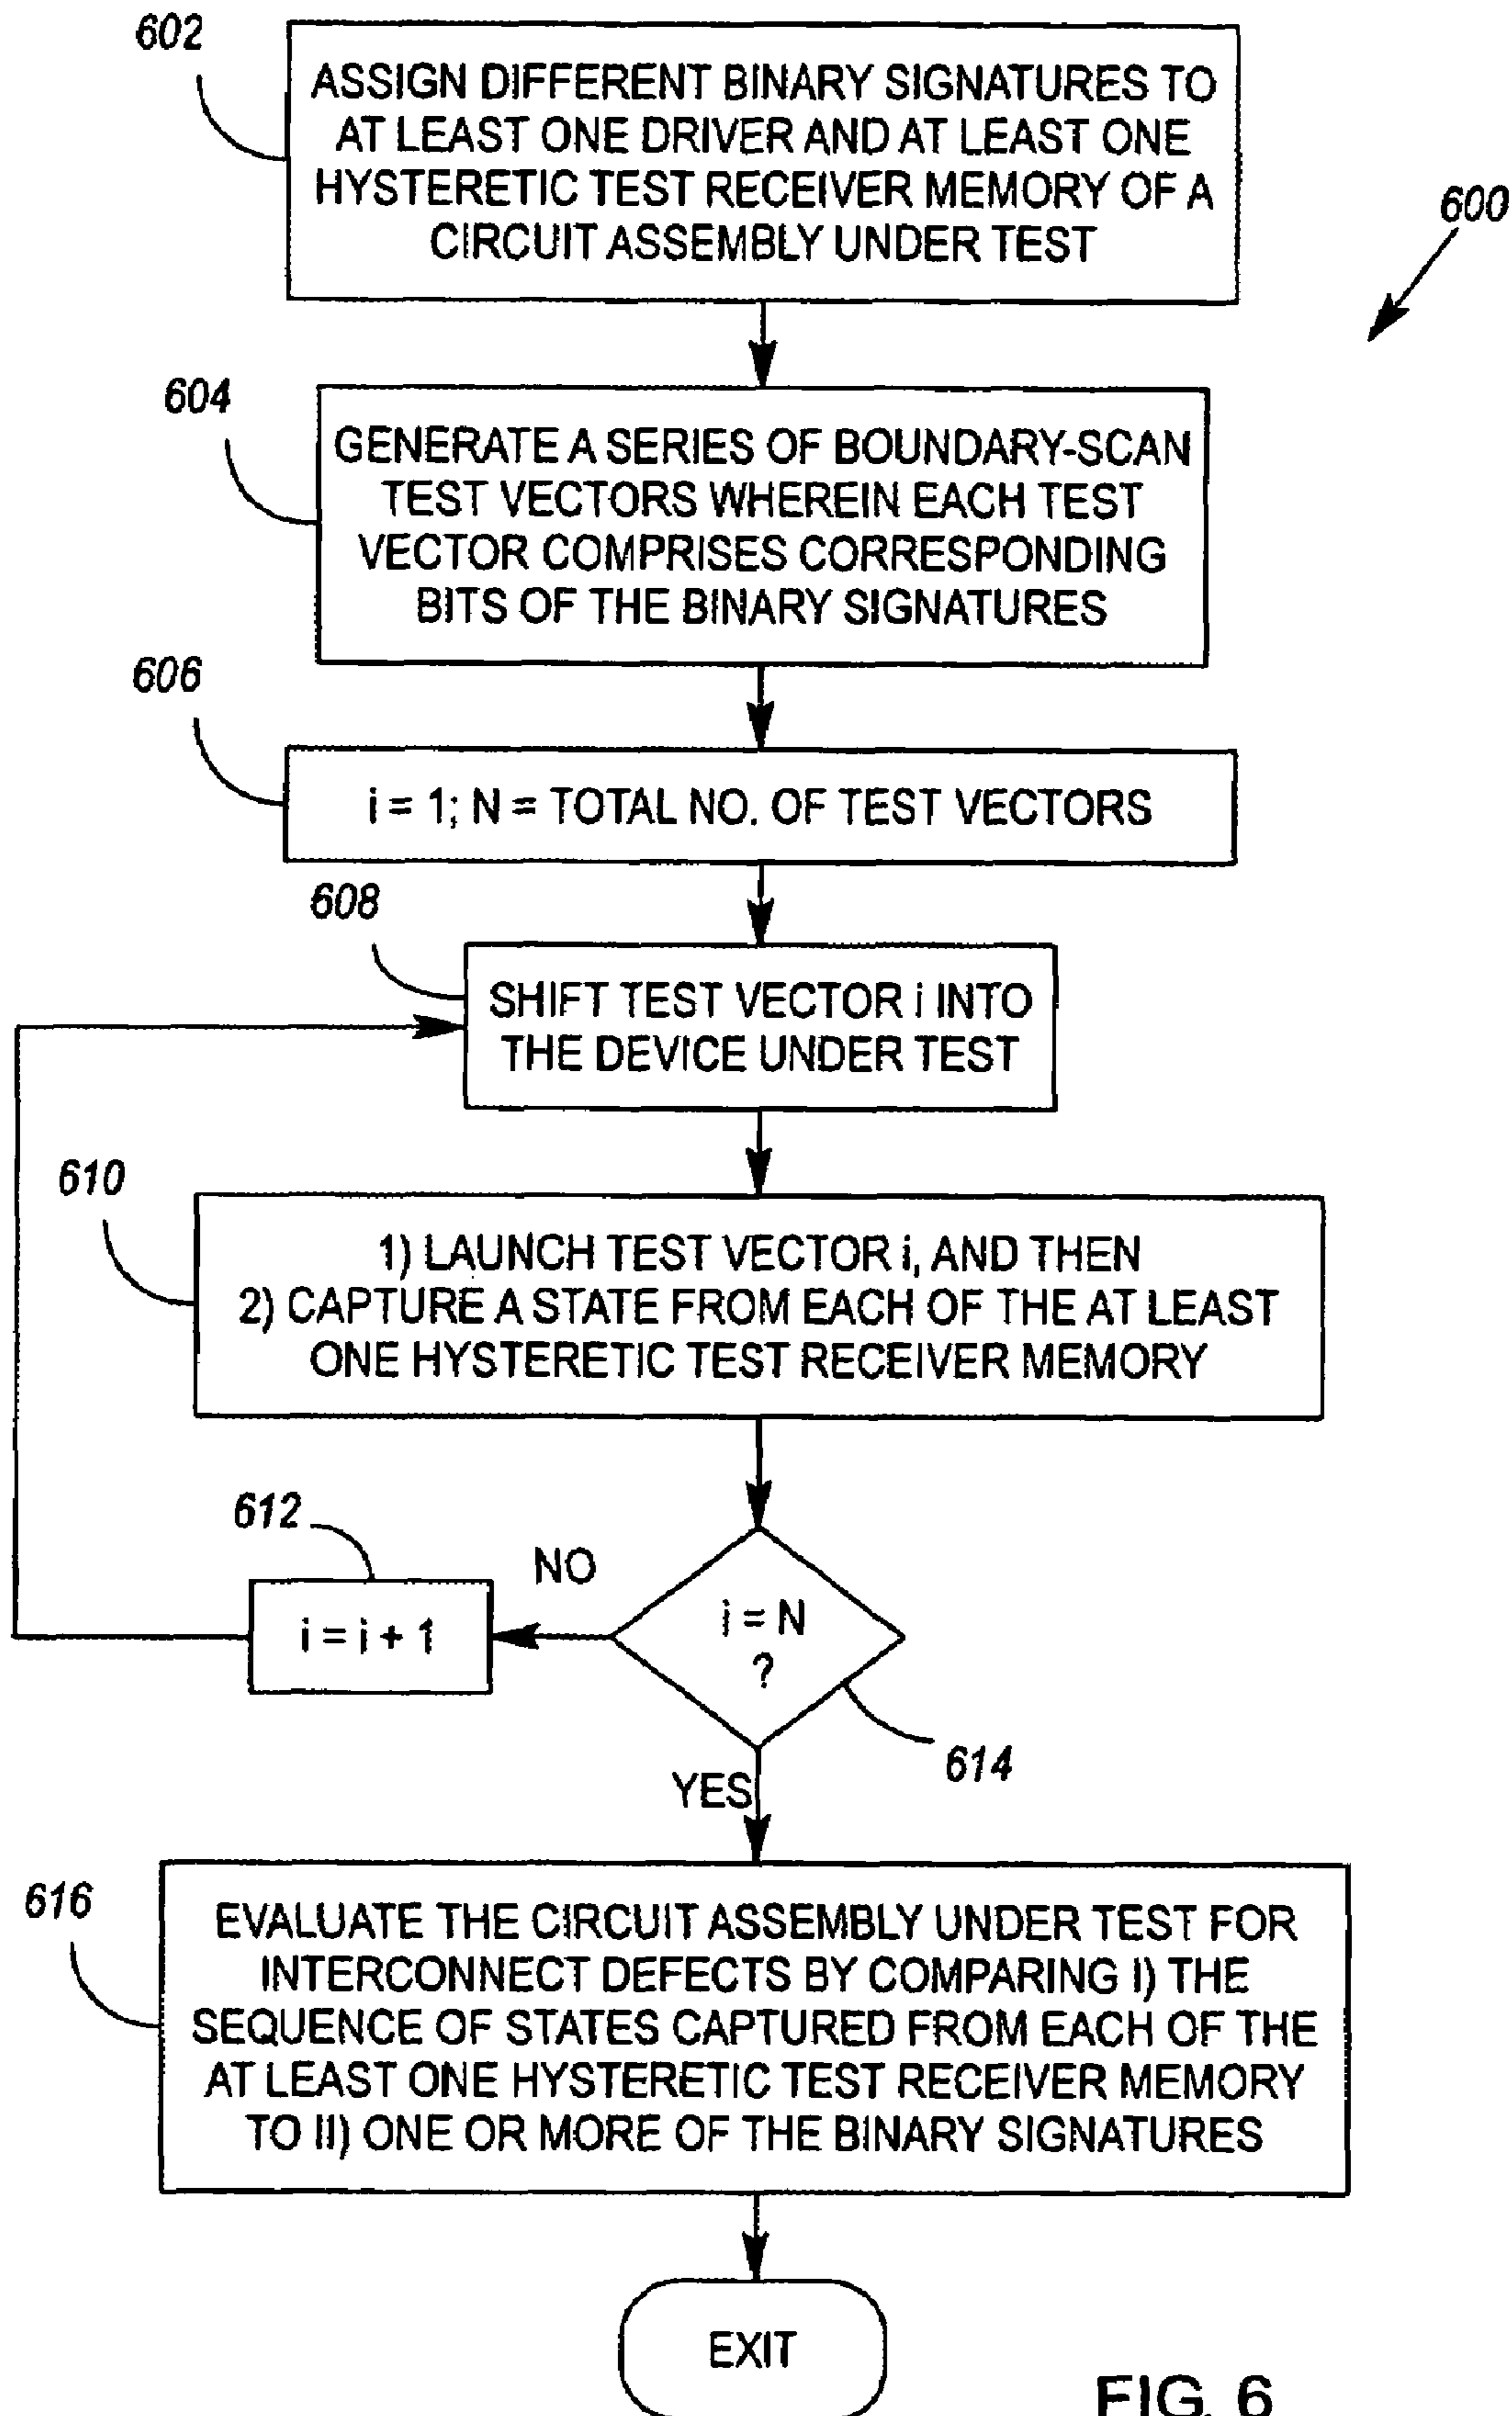 602
ASSIGN DIFFERENT BINARY SIGNATURES TO
AT LEAST ONE DRIVER AND AT LEAST ONE
HYSTERETIC TEST RECEIVER MEMORY OF A
CIRCUIT ASSEMBLY UNDER TEST
600
604
GENERATE A SERIES OF BOUNDARY-SCAN
TEST VECTORS WHEREIN EACH TEST
VECTOR COMPRISES CORRESPONDING
BITS OF THE BINARY SIGNATURES
606
i = 1; N = TOTAL NO. OF TEST VECTORS
608
SHIFT TEST VECTOR i INTO
THE DEVICE UNDER TEST
610
1) LAUNCH TEST VECTOR i, AND THEN
2) CAPTURE A STATE FROM EACH OF THE AT LEAST
ONE HYSTERETIC TEST RECEIVER MEMORY
612
NO
i = i + 1
i = N
?
614
YES
616
EVALUATE THE CIRCUIT ASSEMBLY UNDER TEST FOR
INTERCONNECT DEFECTS BY COMPARING I) THE
SEQUENCE OF STATES CAPTURED FROM EACH OF THE
AT LEAST ONE HYSTERETIC TEST RECEIVER MEMORY
TO II) ONE OR MORE OF THE BINARY SIGNATURES
EXIT
FIG. 6